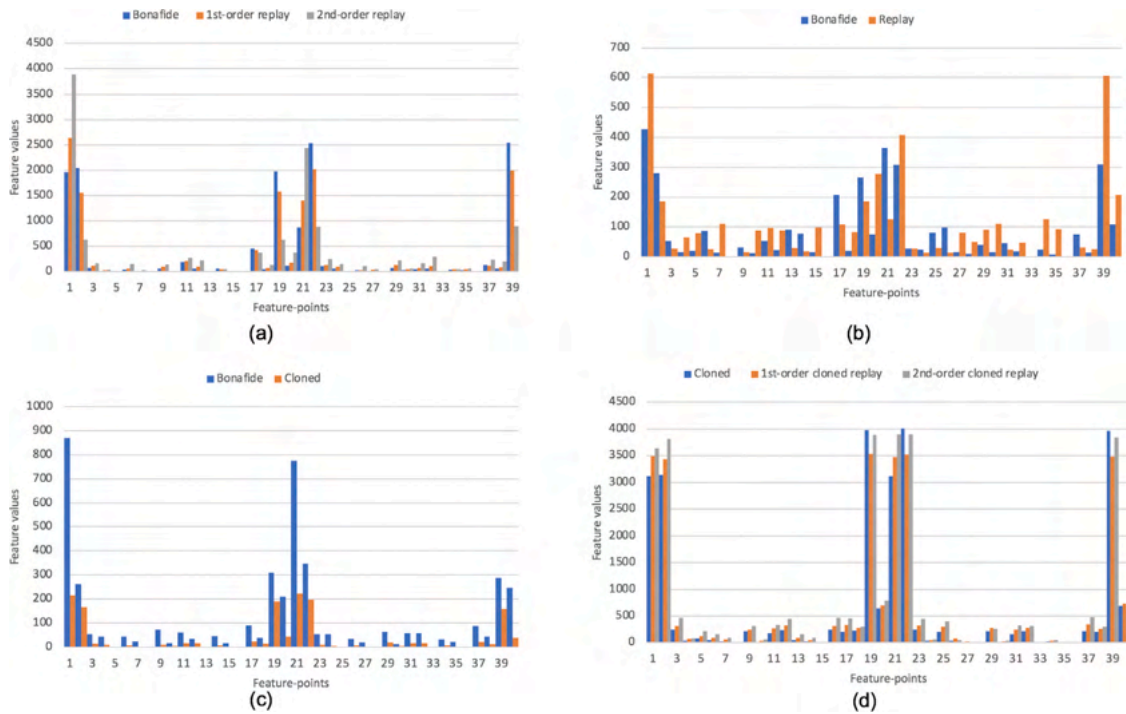 Bonafide 1st-order replay 2nd-order replay
4500
4000
3500
3000
2500
2000
1500
1000
500
0
Feature values
1 3 5 7 9 11 13 15 17 19 21 23 25 27 29 31 33 35 37 39
Feature-points
(a)
Bonafide Replay
700
600
500
400
300
200
100
0
Feature values
1 3 5 7 9 11 13 15 17 19 21 23 25 27 29 31 33 35 37 39
Feature-points
(b)
Bonafide Cloned
1000
900
800
700
600
500
400
300
200
100
0
Feature values
1 3 5 7 9 11 13 15 17 19 21 23 25 27 29 31 33 35 37 39
Feature-points
(c)
Cloned 1st-order cloned replay 2nd-order cloned replay
4500
4000
3500
3000
2500
2000
1500
1000
500
0
Feature values
1 3 5 7 9 11 13 15 17 19 21 23 25 27 29 31 33 35 37 39
Feature-points
(d)